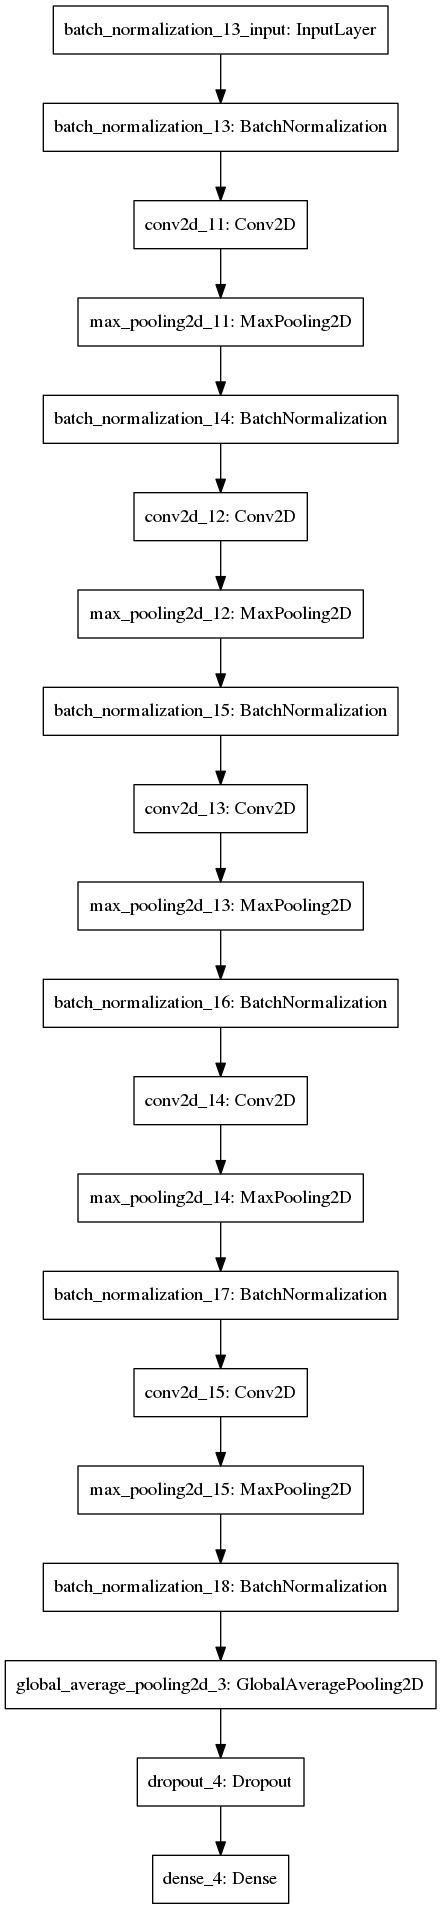 batch_normalization_13_input: InputLayer
batch_normalization_13: BatchNormalization
conv2d_11: Conv2D
max_pooling2d_11: MaxPooling2D
batch_normalization_14: BatchNormalization
conv2d_12: Conv2D
max_pooling2d_12: MaxPooling2D
batch_normalization_15: BatchNormalization
conv2d_13: Conv2D
max_pooling2d_13: MaxPooling2D
batch_normalization_16: BatchNormalization
conv2d_14: Conv2D
max_pooling2d_14: MaxPooling2D
batch_normalization_17: BatchNormalization
conv2d_15: Conv2D
max_pooling2d_15: MaxPooling2D
batch_normalization_18: BatchNormalization
global_average_pooling2d_3: GlobalAveragePooling2D
dropout_4: Dropout
dense_4: Dense